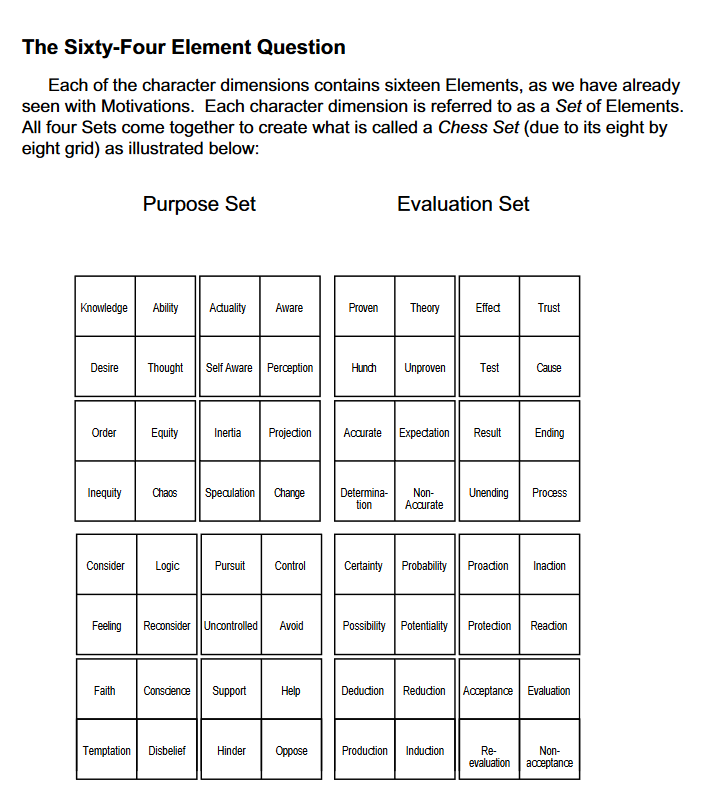 The Sixty-Four Element Question
Each of the character dimensions contains sixteen Elements, as we have already
seen with Motivations. Each character dimension is referred to as a Set of Elements.
All four Sets come together to create what is called a Chess Set (due to its eight by
eight grid) as illustrated below:
Purpose Set Evaluation Set
Knowledge Ability Actuality Aware Proven Theory Effect Trust
Desire Thought Self Aware Perception Hunch Unproven Test Cause
Order Equity Inertia Projection Accurate Expectation Result Ending
Inequity Chaos Speculation Change Determina- Non- Unending Process
tion Accurate
Consider Logic Pursuit Control Certainty Probability Proaction Inaction
Feeling Reconsider Uncontrolled Avoid Possibility Potentiality Protection Reaction
Faith Conscience Support Help Deduction Reduction Acceptance Evaluation
Temptation Disbelief Hinder Oppose Production Induction Re- Non-
evaluation acceptance